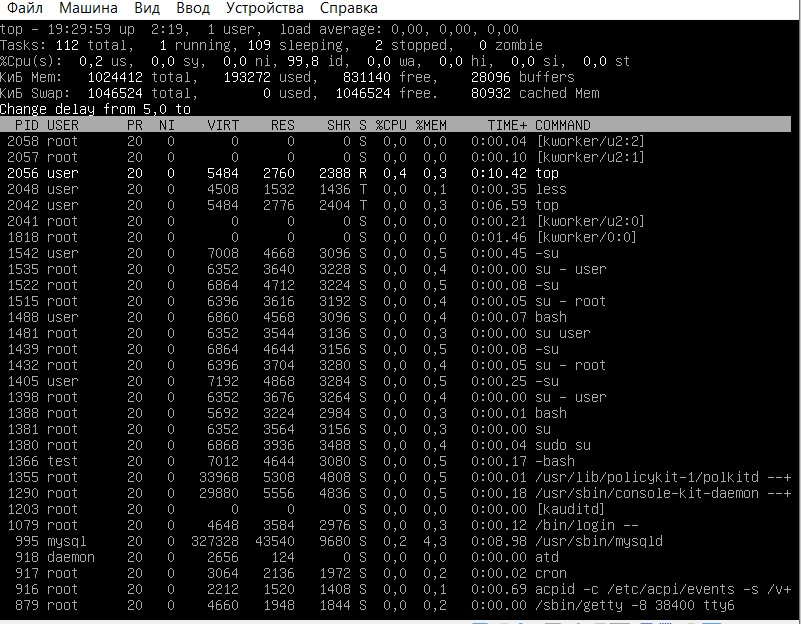 Файл Машина Вид Ввод Устройства Справка
top - 19:29:59 up  2:19,  1 user,  load average: 0,00, 0,00, 0,00
Tasks: 112 total,   1 running, 109 sleeping,   2 stopped,   0 zombie
%Cpu(s):  0,2 us,  0,0 sy,  0,0 ni, 99,8 id,  0,0 wa,  0,0 hi,  0,0 si,  0,0 st
КиБ Mem:   1024412 total,   193272 used,   831140 free,    28096 buffers
КиБ Swap:  1046524 total,        0 used,  1046524 free.    80932 cached Mem
Change delay from 5,0 to
PID USER      PR  NI    VIRT    RES    SHR S %CPU %MEM     TIME+ COMMAND
2058 root      20   0       0      0      0 S  0,0  0,0   0:00.04 [kworker/u2:2]
2057 root      20   0       0      0      0 S  0,0  0,0   0:00.10 [kworker/u2:1]
2056 user      20   0    5484   2760   2388 R  0,4  0,3   0:10.42 top
2048 user      20   0    4508   1532   1436 T  0,0  0,1   0:00.35 less
2042 user      20   0    5484   2776   2404 T  0,0  0,3   0:06.59 top
2041 root      20   0       0      0      0 S  0,0  0,0   0:00.21 [kworker/u2:0]
1818 root      20   0       0      0      0 S  0,0  0,0   0:01.46 [kworker/0:0]
1542 user      20   0    7008   4668   3096 S  0,0  0,5   0:00.45 -su
1535 root      20   0    6352   3640   3228 S  0,0  0,4   0:00.00 su - user
1522 root      20   0    6864   4712   3224 S  0,0  0,5   0:00.08 -su
1515 root      20   0    6396   3616   3192 S  0,0  0,4   0:00.05 su - root
1488 user      20   0    6860   4568   3096 S  0,0  0,4   0:00.07 bash
1481 root      20   0    6352   3544   3136 S  0,0  0,3   0:00.00 su user
1439 root      20   0    6864   4644   3156 S  0,0  0,5   0:00.08 -su
1432 root      20   0    6396   3704   3280 S  0,0  0,4   0:00.05 su - root
1405 user      20   0    7192   4868   3284 S  0,0  0,5   0:00.25 -su
1398 root      20   0    6352   3676   3264 S  0,0  0,4   0:00.00 su - user
1388 root      20   0    5692   3224   2984 S  0,0  0,3   0:00.01 bash
1381 root      20   0    6352   3564   3156 S  0,0  0,3   0:00.00 su
1380 root      20   0    6868   3936   3488 S  0,0  0,4   0:00.04 sudo su
1366 test      20   0    7012   4644   3080 S  0,0  0,5   0:00.17 -bash
1355 root      20   0   33968   5308   4808 S  0,0  0,5   0:00.01 /usr/lib/policykit-1/polkitd --+
1290 root      20   0   29880   5556   4836 S  0,0  0,5   0:00.18 /usr/sbin/console-kit-daemon --+
1203 root      20   0       0      0      0 S  0,0  0,0   0:00.00 [kauditd]
1079 root      20   0    4648   3584   2976 S  0,0  0,3   0:00.12 /bin/login --
995 mysql     20   0  327328  43540   9680 S  0,2  4,3   0:08.98 /usr/sbin/mysqld
918 daemon    20   0    2656    124      0 S  0,0  0,0   0:00.00 atd
917 root      20   0    3064   2136   1972 S  0,0  0,2   0:00.02 cron
916 root      20   0    2212   1520   1408 S  0,0  0,1   0:00.69 acpid -c /etc/acpi/events -s /v+
879 root      20   0    4660   1948   1844 S  0,0  0,2   0:00.00 /sbin/getty -8 38400 tty6